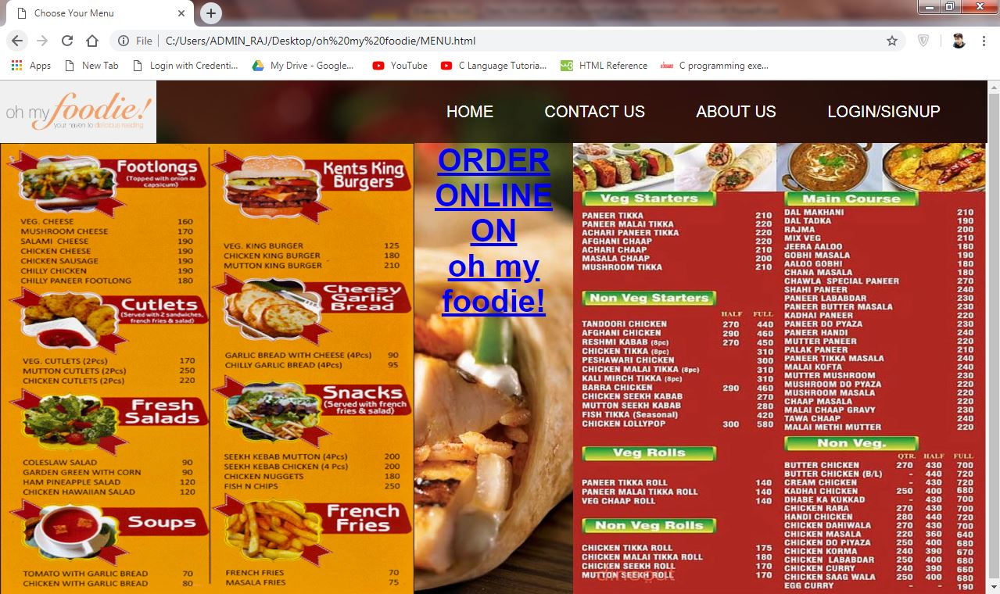 Choose Your Menu
File
C:/Users/ADMIN_RAJ/Desktop/oh%20my%20foodie/MENU.html
Apps
New Tab
Login with Credenti...
My Drive - Google...
YouTube
C Language Tutoria...
HTML Reference
C programming exe...
oh my foodie!
your haven to delicious reading
HOME
CONTACT US
ABOUT US
LOGIN/SIGNUP
Footlongs
(Topped with onion &
capsicum)
VEG. CHEESE 160
MUSHROOM CHEESE 170
SALAMI CHEESE 190
CHICKEN CHEESE 190
CHICKEN SAUSAGE 190
CHILLY CHICKEN 190
CHILLY PANEER FOOTLONG 180
Cutlets
(Served with 2 sandwiches,
french fries & salad)
VEG. CUTLETS (2Pcs) 170
MUTTON CUTLETS (2Pcs) 250
CHICKEN CUTLETS (2Pcs) 220
Fresh
Salads
COLESLAW SALAD 90
GARDEN GREEN WITH CORN 90
HAM PINEAPPLE SALAD 120
CHICKEN HAWAIIAN SALAD 120
Soups
TOMATO WITH GARLIC BREAD 70
CHICKEN WITH GARLIC BREAD 80
Kents King
Burgers
VEG. KING BURGER 125
CHICKEN KING BURGER 180
MUTTON KING BURGER 210
Cheesy
Garlic
Bread
GARLIC BREAD WITH CHEESE (4Pcs) 90
CHILLY GARLIC BREAD (4Pcs) 95
Snacks
(Served with french
fries & salad)
SEEKH KEBAB MUTTON (4Pcs) 200
SEEKH KEBAB CHICKEN (4 Pcs) 200
CHICKEN NUGGETS 180
FISH N CHIPS 250
French
Fries
FRENCH FRIES 70
MASALA FRIES 75
ORDER
ONLINE
ON
oh my
foodie!
Veg Starters
PANEER TIKKA 210
PANEER MALAI TIKKA 220
ACHARI PANEER TIKKA 220
AFGHANI CHAAP 220
ACHARI CHAAP 210
MASALA CHAAP 200
MUSHROOM TIKKA 210
Non Veg Starters
HALF FULL
TANDOORI CHICKEN 270 440
AFGHANI CHICKEN 290 460
RESHMI KABAB (8pc) 270 450
CHICKEN TIKKA (8pc) 310
PESHAWARI CHICKEN 300
CHICKEN MALAI TIKKA (8pc) 310
KALI MIRCH TIKKA (8pc) 310
BARRA CHICKEN 290 460
CHICKEN SEEKH KABAB 270
MUTTON SEEKH KABAB 280
FISH TIKKA (Seasonal) 420
CHICKEN LOLLYPOP 300 580
Veg Rolls
PANEER TIKKA ROLL 140
PANEER MALAI TIKKA ROLL 140
VEG CHAAP ROLL 140
Non Veg Rolls
CHICKEN TIKKA ROLL 175
CHICKEN MALAI TIKKA ROLL 180
CHICKEN SEEKH ROLL 170
MUTTON SEEKH ROLL 170
Main Course
DAL MAKHANI 210
DAL TADKA 190
RAJMA 200
MIX VEG 210
JEERA AALOO 180
GOBHI MASALA 190
AALOO GOBHI 180
CHANA MASALA 180
CHAWLA SPECIAL PANEER 270
SHAHI PANEER 240
PANEER LABABDAR 230
PANEER BUTTER MASALA 230
KADHAI PANEER 220
PANEER DO PYAZA 230
PANEER HANDI 240
MUTTER PANEER 220
PALAK PANEER 210
PANEER TIKKA MASALA 240
MALAI KOFTA 240
MUTTER MUSHROOM 230
MUSHROOM DO PYAZA 220
MUSHROOM MASALA 220
CHAAP MASALA 220
MALAI CHAAP GRAVY 230
TAWA CHAAP 240
MALAI METHI MUTTER 220
Non Veg.
QTR. HALF FULL
BUTTER CHICKEN 270 430 700
BUTTER CHICKEN (B/L) - 440 720
CREAM CHICKEN - 430 720
KADHAI CHICKEN 250 400 680
DHABE KA KUKKAD - 430 700
CHICKEN RARA 270 430 700
HANDI CHICKEN 280 440 720
CHICKEN DAHIWALA 270 430 700
CHICKEN MASALA 220 360 640
CHICKEN DO PIYAZA 250 400 680
CHICKEN KORMA 240 390 670
CHICKEN LABABDAR 250 400 680
CHICKEN CURRY 240 390 660
CHICKEN SAAG WALA 250 400 680
EGG CURRY - - 190